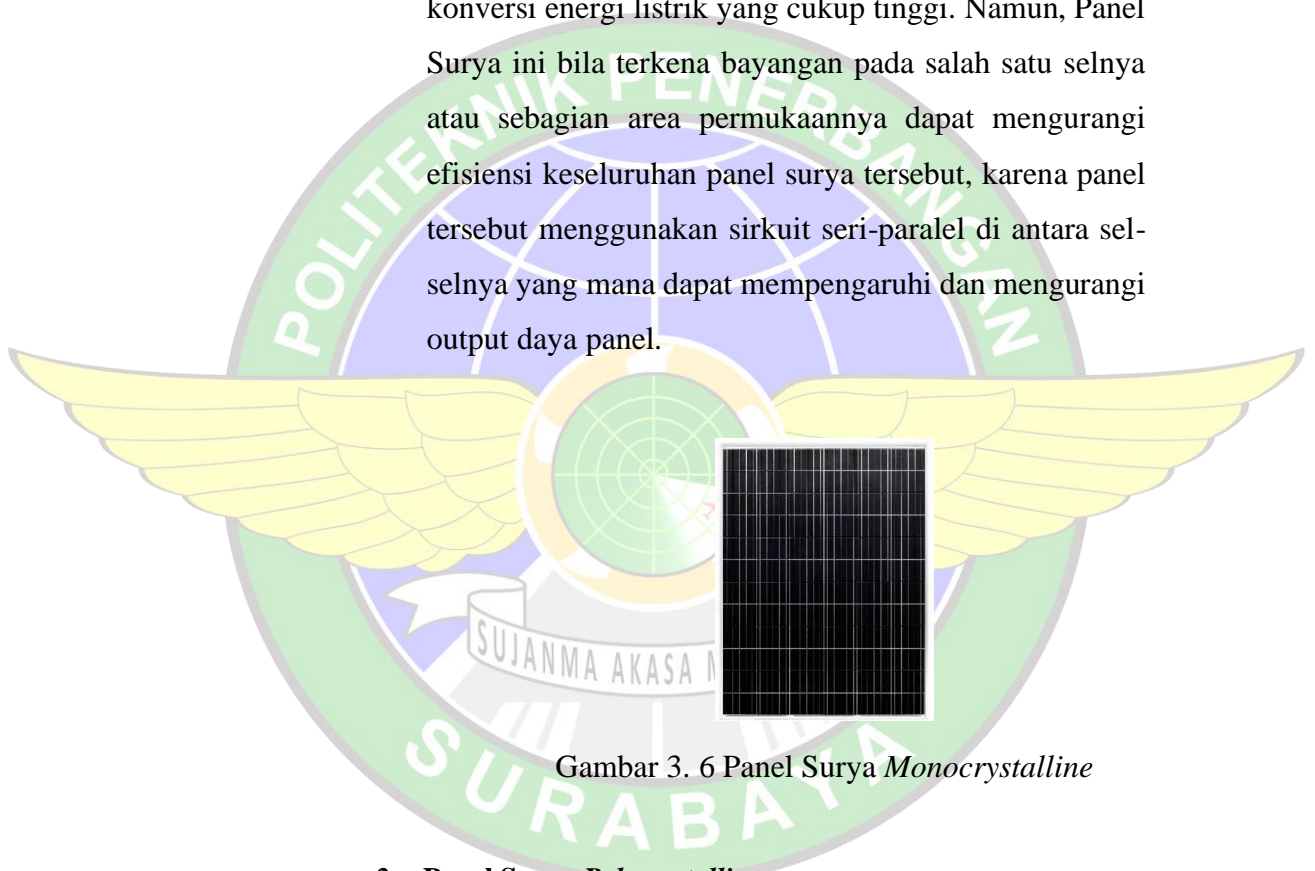 konversi energi listrik yang cukup tinggi. Namun, Panel
Surya ini bila terkena bayangan pada salah satu selnya
atau sebagian area permukaannya dapat mengurangi
efisiensi keseluruhan panel surya tersebut, karena panel
tersebut menggunakan sirkuit seri-paralel di antara sel-
selnya yang mana dapat mempengaruhi dan mengurangi
output daya panel.
POLITEKNIK PENERBANGAN
SUJANMA AKASA
SURABAYA
Gambar 3. 6 Panel Surya Monocrystalline